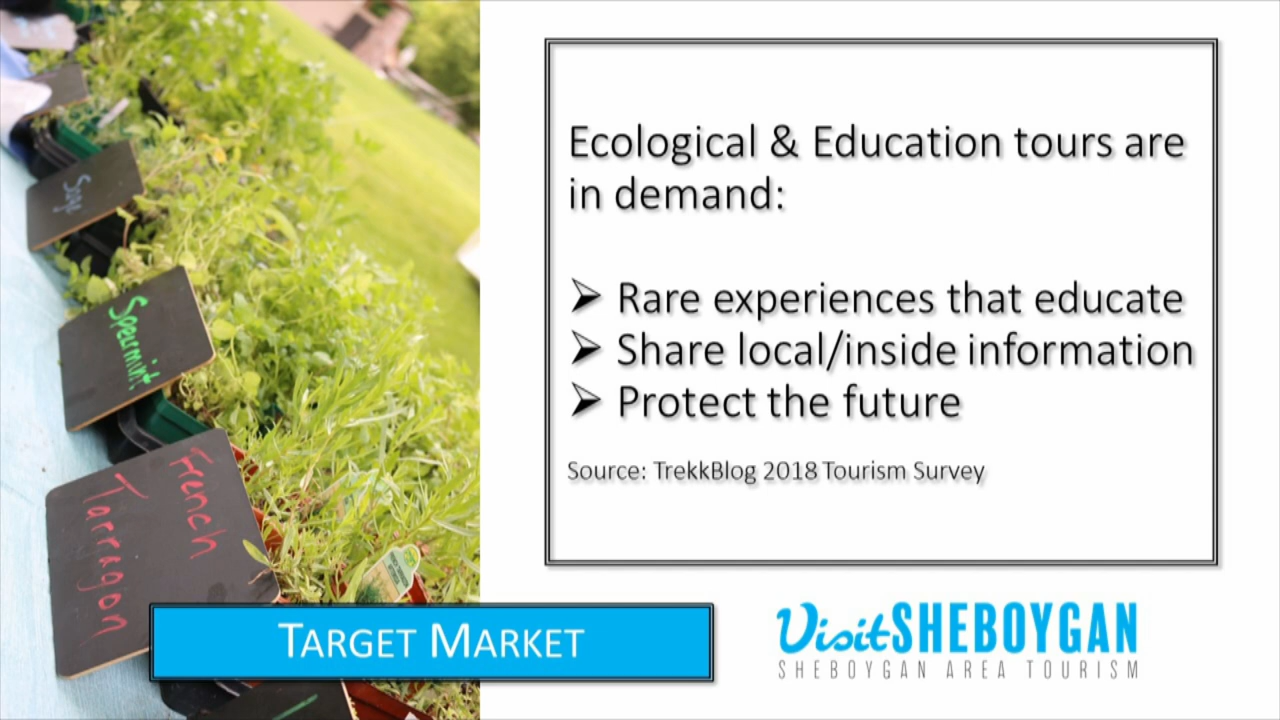 Ecological & Education tours are
in demand:
➢ Rare experiences that educate
➢ Share local/inside information
➢ Protect the future
Source: TrekkBlog 2018 Tourism Survey
Spearmint
French
Tarragon
TARGET MARKET
VisitSHEBOYGAN
SHEBOYGAN AREA TOURISM